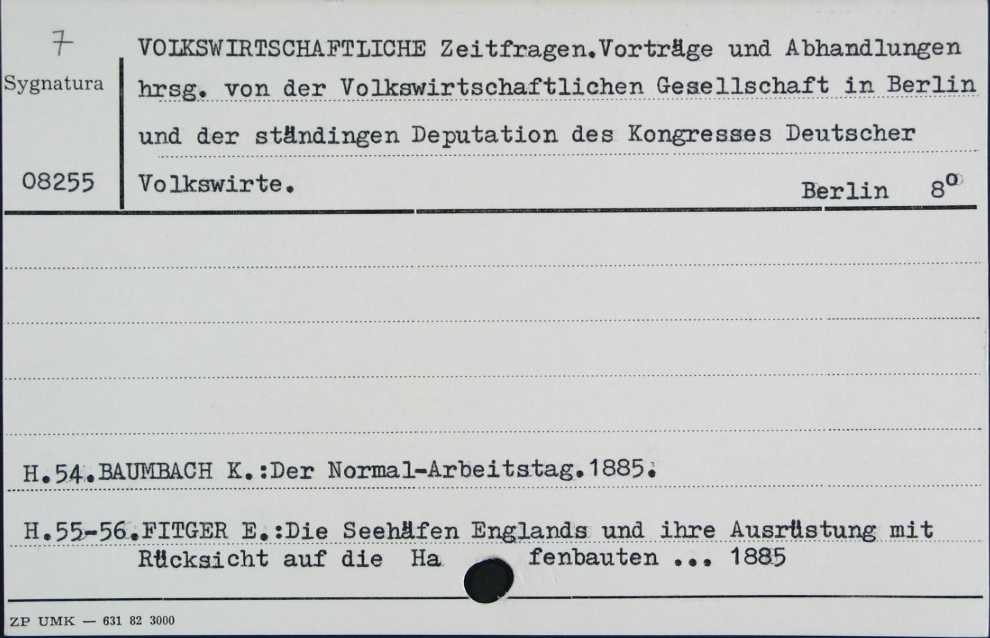 7
Sygnatura
08255
VOLKSWIRTSCHAFTLICHE Zeitfragen.Vorträge und Abhandlungen
hrsg. von der Volkswirtschaftlichen Gesellschaft in Berlin
und der ständingen Deputation des Kongresses Deutscher
Volkswirte.
Berlin 8⁰
H.54.BAUMBACH K.:Der Normal-Arbeitstag.1885.
H.55-56.FITGER E.:Die Seehäfen Englands und ihre Ausrüstung mit
Rücksicht auf die Ha fenbauten ... 1885
ZP UMK — 631 82 3000